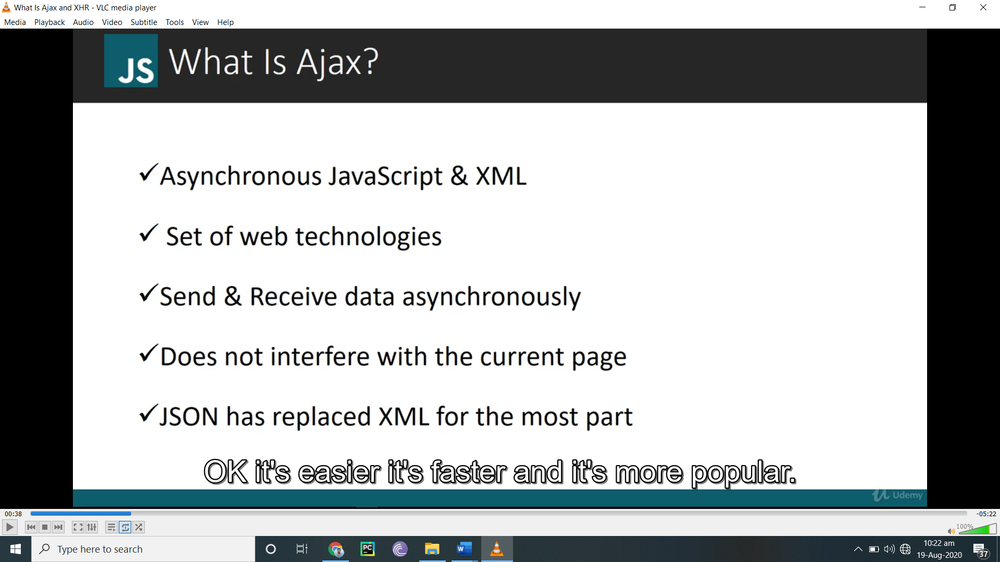 What Is Ajax and XHR - VLC media player
Media Playback Audio Video Subtitle Tools View Help
JS What Is Ajax?
✓Asynchronous JavaScript & XML
✓ Set of web technologies
✓Send & Receive data asynchronously
✓Does not interfere with the current page
✓JSON has replaced XML for the most part
OK it's easier it's faster and it's more popular.
Udemy
00:38 -05:22
100%
Type here to search
PC
W
10:22 am
19-Aug-2020
37